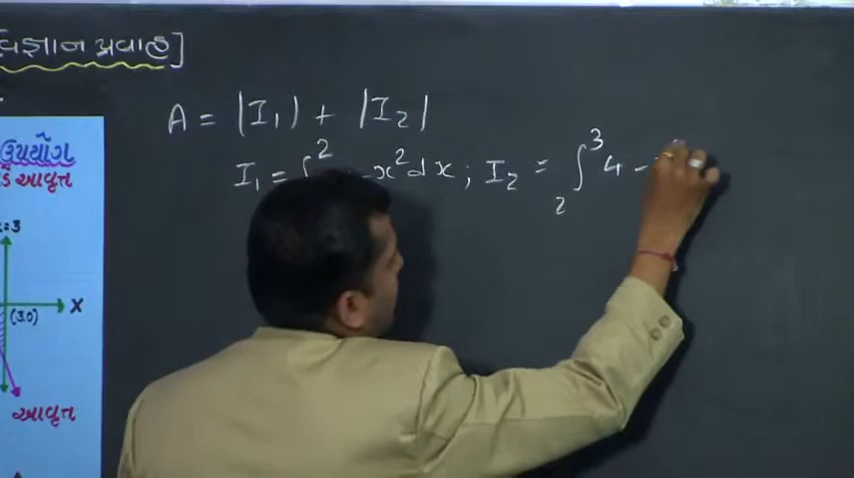 વિજ્ઞાન પ્રવાહ]
ઉપયોગ
આવૃત
= 3
X
(3,0)
આવૃત
A = |I₁| + |I₂|
I₁ = ∫² - x² dx ; I₂ = ∫₂³ 4 -